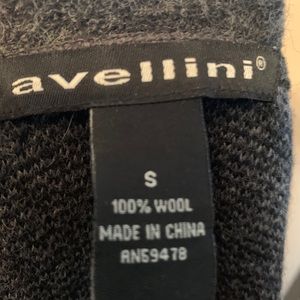 avellini®
S
100% WOOL
MADE IN CHINA
RN59478